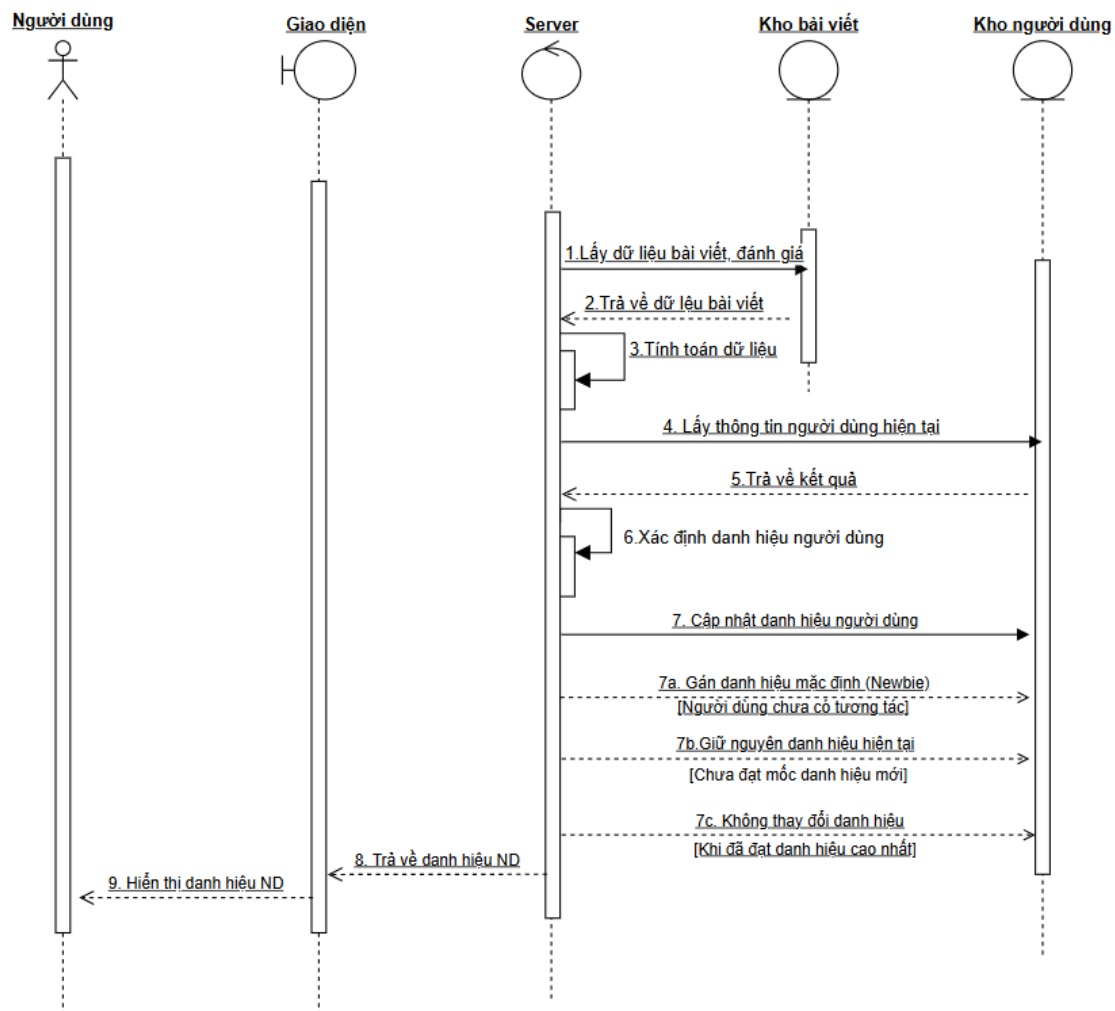 Người dùng
Giao diện
Server
Kho bài viết
Kho người dùng
1.Lấy dữ liệu bài viết, đánh giá
2.Trả về dữ lệu bài viết
3.Tính toán dữ liệu
4. Lấy thông tin người dùng hiện tại
5.Trả về kết quả
6.Xác định danh hiệu người dùng
7. Cập nhật danh hiệu người dùng
7a. Gán danh hiệu mặc định (Newbie)
[Người dùng chưa có tương tác]
7b.Giữ nguyên danh hiêu hiện tại
[Chưa đạt mốc danh hiệu mới]
7c. Không thay đổi danh hiệu
[Khi đã đạt danh hiệu cao nhất]
8. Trả về danh hiệu ND
9. Hiển thị danh hiệu ND